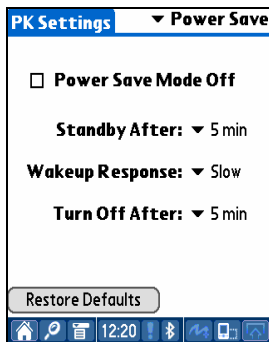 PK Settings Power Save
Power Save Mode Off
Standby After: 5 min
Wakeup Response: Slow
Turn Off After: 5 min
Restore Defaults
12:20